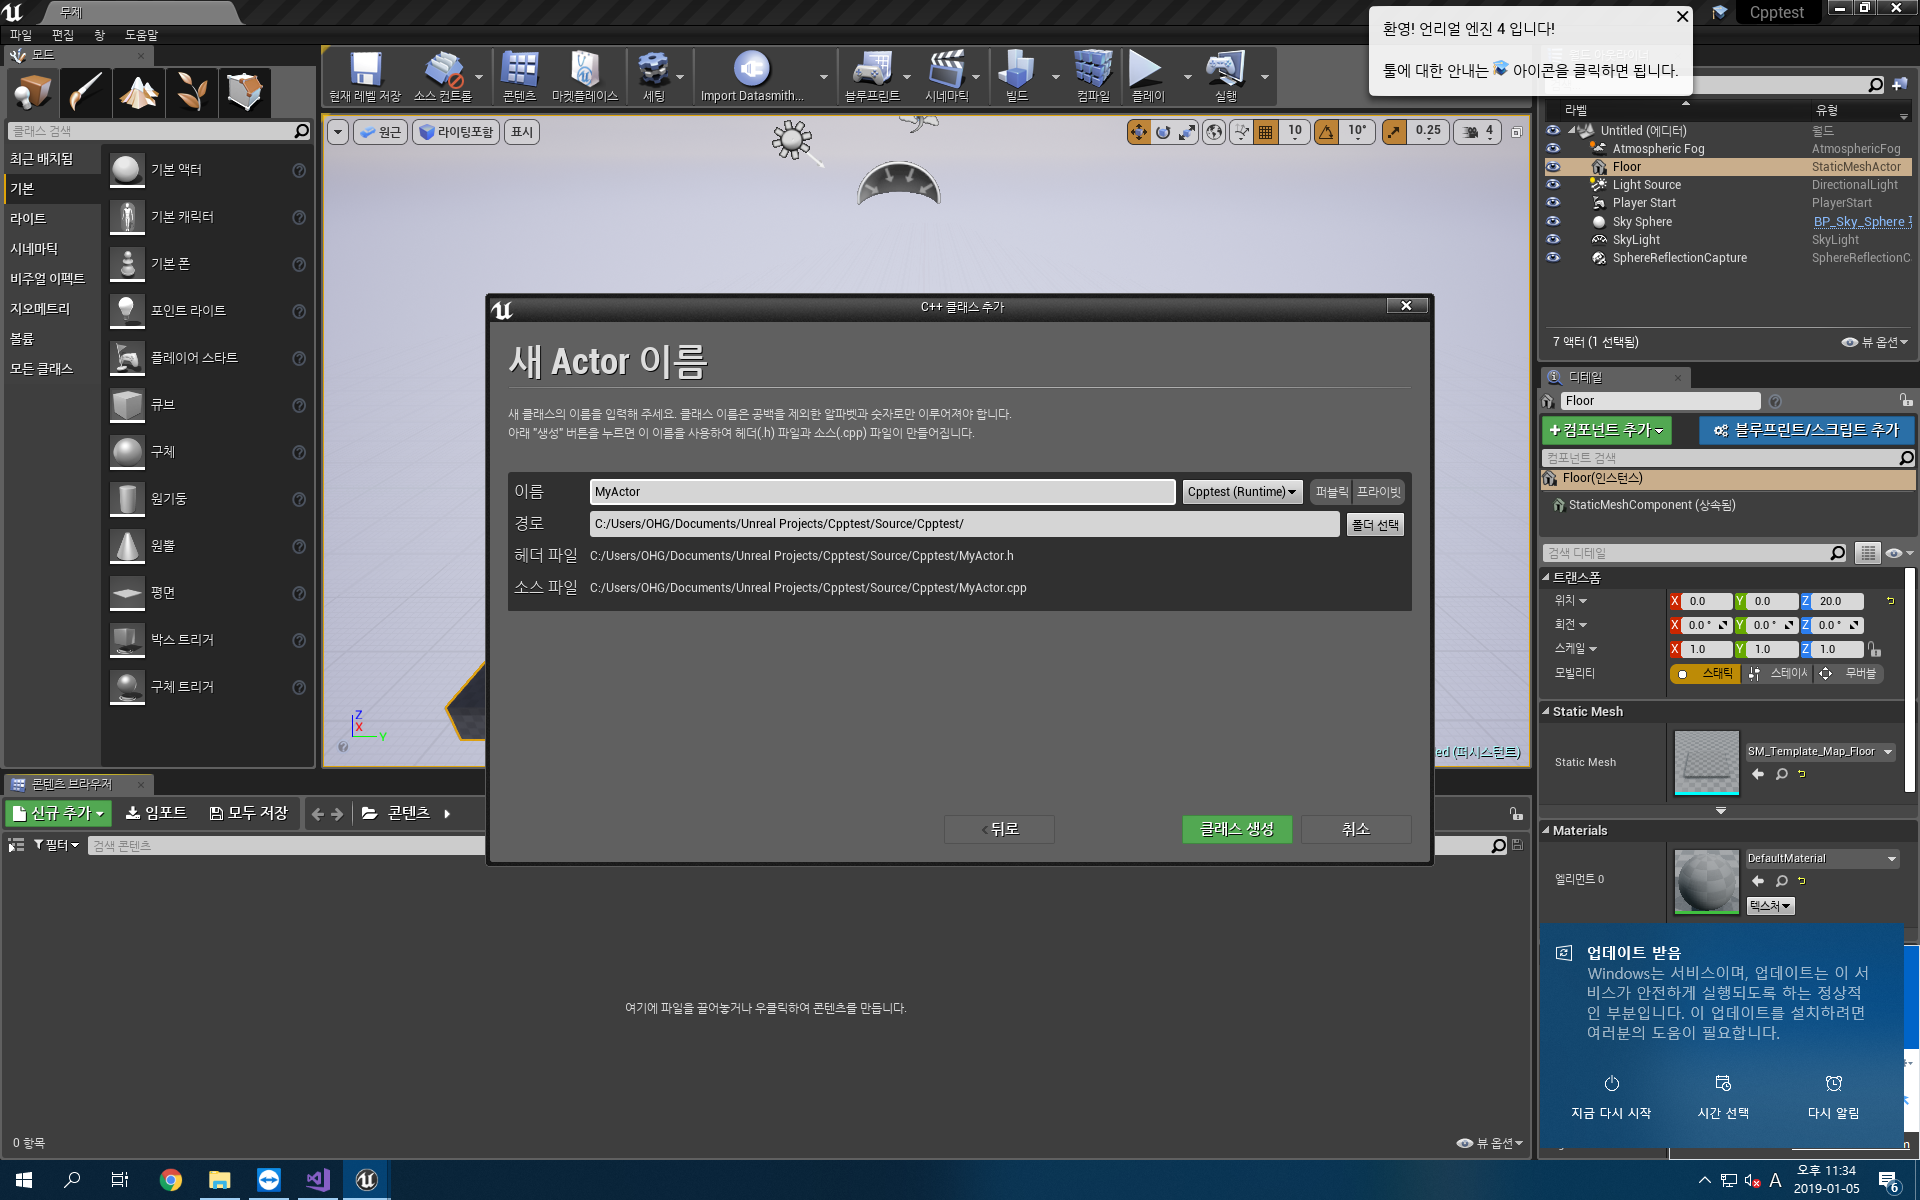 무제
Cpptest
파일 편집 창 도움말
환영! 언리얼 엔진 4 입니다!
툴에 대한 안내는 아이콘을 클릭하면 됩니다.
모드
현재 레벨 저장 소스 컨트롤 콘텐츠 마켓플레이스 세팅 Import Datasmith... 블루프린트 시네마틱 빌드 컴파일 플레이 실행
클래스 검색
최근 배치됨
기본
라이트
시네마틱
비주얼 이펙트
지오메트리
볼륨
모든 클래스
기본 액터
기본 캐릭터
기본 폰
포인트 라이트
플레이어 스타트
큐브
구체
원기둥
원뿔
평면
박스 트리거
구체 트리거
원근 라이팅포함 표시
10 10° 0.25 4
Z
X
Y
라벨 유형
Untitled (에디터) 월드
Atmospheric Fog AtmosphericFog
Floor StaticMeshActor
Light Source DirectionalLight
Player Start PlayerStart
Sky Sphere BP_Sky_Sphere
SkyLight SkyLight
SphereReflectionCapture SphereReflectionC
7 액터 (1 선택됨) 뷰 옵션
C++ 클래스 추가
새 Actor 이름
새 클래스의 이름을 입력해 주세요. 클래스 이름은 공백을 제외한 알파벳과 숫자로만 이루어져야 합니다.
아래 "생성" 버튼을 누르면 이 이름을 사용하여 헤더(.h) 파일과 소스(.cpp) 파일이 만들어집니다.
이름 MyActor Cpptest (Runtime) 퍼블릭 프라이빗
경로 C:/Users/OHG/Documents/Unreal Projects/Cpptest/Source/Cpptest/ 폴더 선택
헤더 파일 C:/Users/OHG/Documents/Unreal Projects/Cpptest/Source/Cpptest/MyActor.h
소스 파일 C:/Users/OHG/Documents/Unreal Projects/Cpptest/Source/Cpptest/MyActor.cpp
뒤로 클래스 생성 취소
ed (퍼시스턴트)
디테일
Floor
+컴포넌트 추가 블루프린트/스크립트 추가
컴포넌트 검색
Floor(인스턴스)
StaticMeshComponent (상속됨)
검색 디테일
트랜스폼
위치 X 0.0 Y 0.0 Z 20.0
회전 X 0.0 ° Y 0.0 ° Z 0.0 °
스케일 X 1.0 Y 1.0 Z 1.0
모빌리티 스태틱 스테이셔 무버블
Static Mesh
Static Mesh SM_Template_Map_Floor
Materials
엘리먼트 0 DefaultMaterial
텍스처
콘텐츠 브라우저
신규 추가 임포트 모두 저장 콘텐츠
필터 검색 콘텐츠
여기에 파일을 끌어놓거나 우클릭하여 콘텐츠를 만듭니다.
0 항목 뷰 옵션
업데이트 받음
Windows는 서비스이며, 업데이트는 이 서
비스가 안전하게 실행되도록 하는 정상적
인 부분입니다. 이 업데이트를 설치하려면
여러분의 도움이 필요합니다.
지금 다시 시작 시간 선택 다시 알림
A 오후 11:34
2019-01-05
6